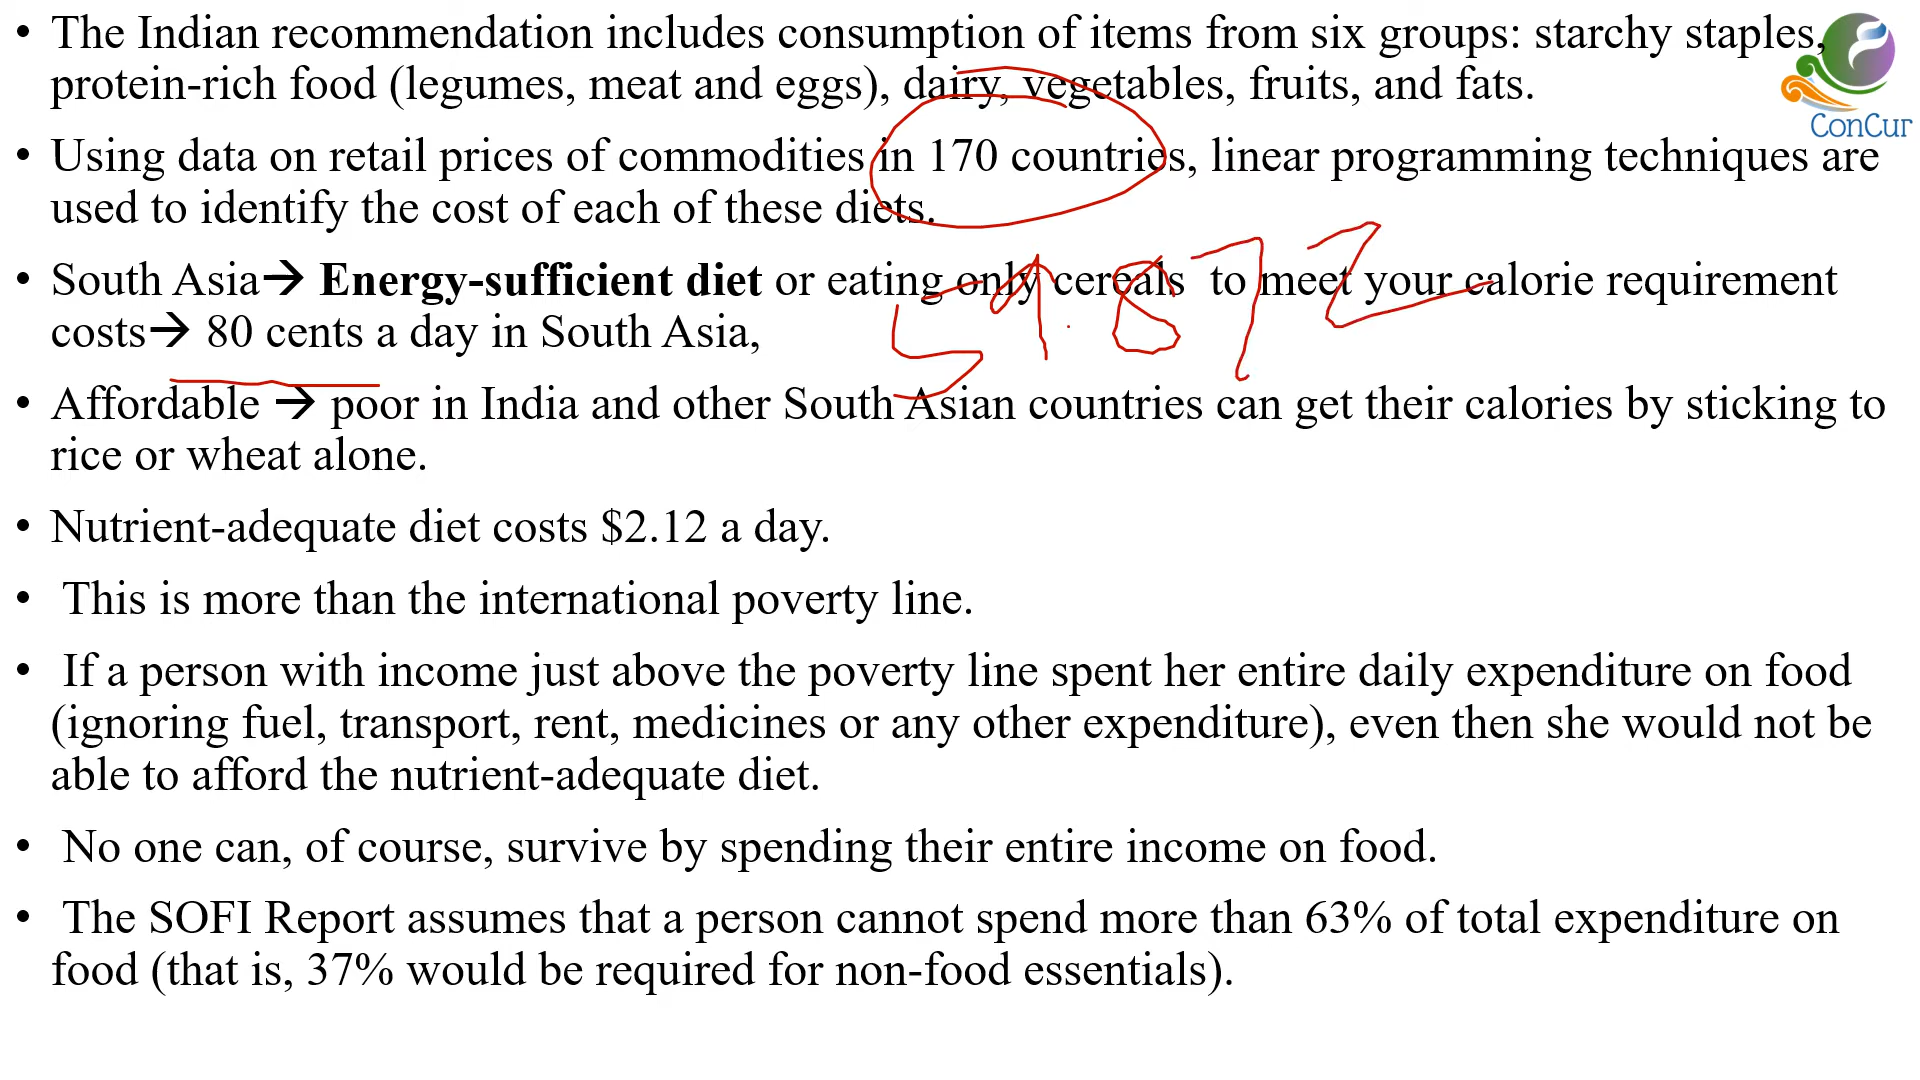 • The Indian recommendation includes consumption of items from six groups: starchy staples,
protein-rich food (legumes, meat and eggs), dairy, vegetables, fruits, and fats.
ConCur
• Using data on retail prices of commodities in 170 countries, linear programming techniques are
used to identify the cost of each of these diets.
• South Asia→ Energy-sufficient diet or eating only cereals to meet your calorie requirement
costs→ 80 cents a day in South Asia,
59.872
• Affordable → poor in India and other South Asian countries can get their calories by sticking to
rice or wheat alone.
• Nutrient-adequate diet costs $2.12 a day.
• This is more than the international poverty line.
• If a person with income just above the poverty line spent her entire daily expenditure on food
(ignoring fuel, transport, rent, medicines or any other expenditure), even then she would not be
able to afford the nutrient-adequate diet.
• No one can, of course, survive by spending their entire income on food.
• The SOFI Report assumes that a person cannot spend more than 63% of total expenditure on
food (that is, 37% would be required for non-food essentials).